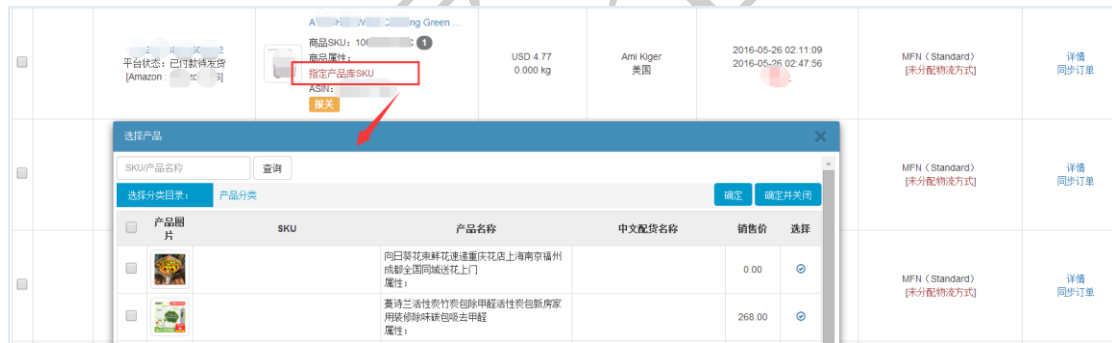 ng Green ...
商品SKU：10 1
商品属性：
指定产品库SKU
ASIN：
报关
平台状态：已付款待发货
[Amazon :
USD 4.77
0.000 kg
Ami Kiger
美国
2016-05-26 02:11:09
2016-05-26 02:47:56
MFN（Standard）
[未分配物流方式]
详情
同步订单
选择产品
SKU/产品名称 查询
选择分类目录： 产品分类 确定 确定并关闭
产品图片 SKU 产品名称 中文配货名称 销售价 选择
向日葵花束鲜花速递重庆花店上海南京福州
成都全国同城送花上门
属性：
0.00
蔓诗兰活性炭竹炭包除甲醛活性炭包新房家
用装修除味碳包吸去甲醛
属性：
268.00
MFN（Standard）
[未分配物流方式]
详情
同步订单
MFN（Standard）
[未分配物流方式]
详情
同步订单